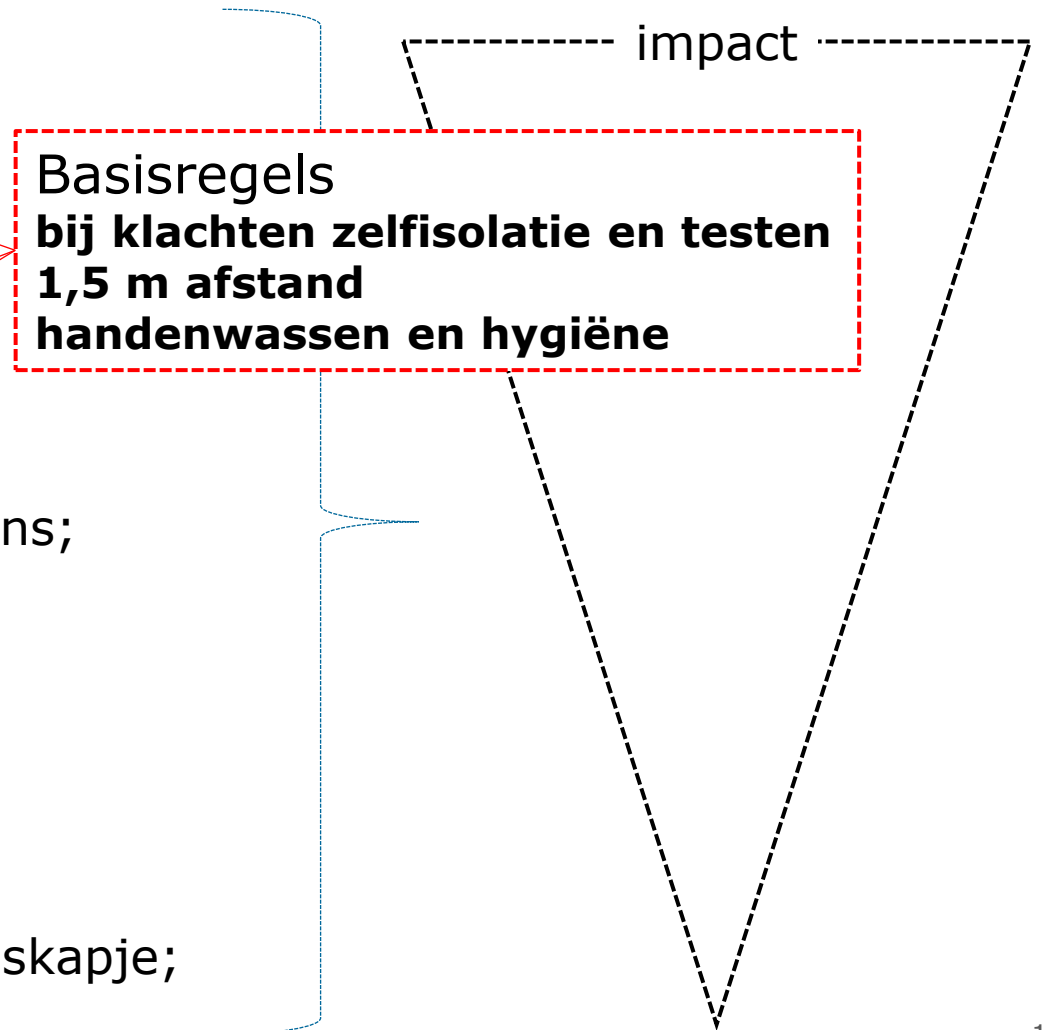 impact
Basisregels
bij klachten zelfisolatie en testen
1,5 m afstand
handenwassen en hygiëne
ns;
skapje;